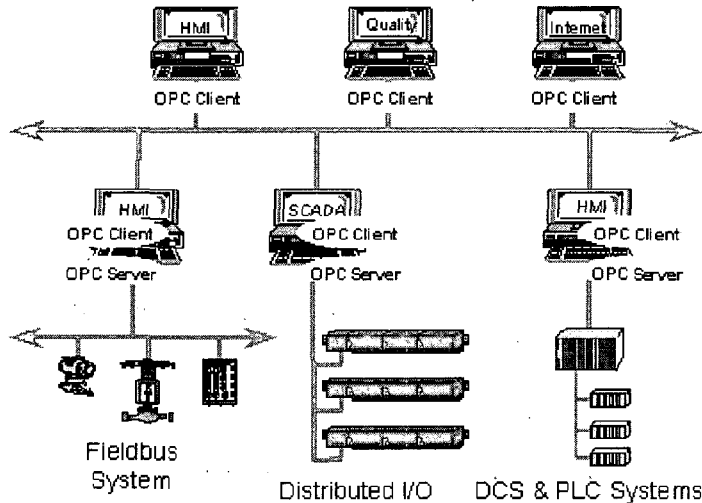 HMI
Quality
Internet
OPC Client
OPC Client
OPC Client
HMI
SCADA
HMI
OPC Client
OPC Client
OPC Client
OPC Server
OPC Server
OPC Server
Fieldbus
System
Distributed I/O
DCS & PLC Systems